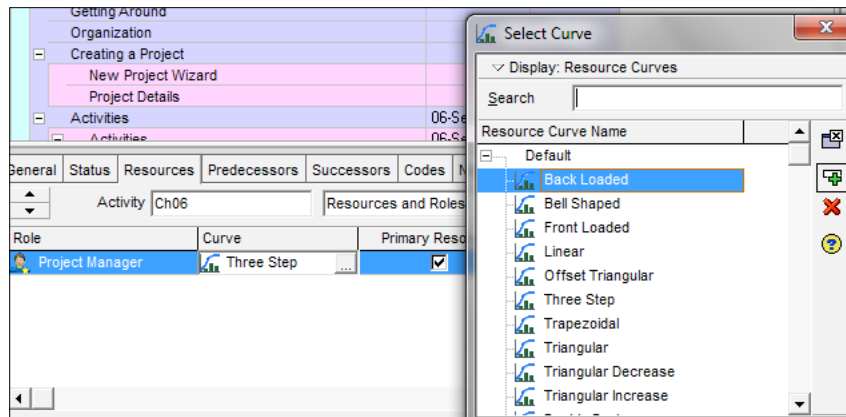 Getting Around
Organization
Creating a Project
New Project Wizard
Project Details
Activities 06-Se
Activities 06-Se
General Status Resources Predecessors Successors Codes N
Activity Ch06 Resources and Roles
Role Curve Primary Reso
Project Manager Three Step ...
Select Curve
Display: Resource Curves
Search
Resource Curve Name
Default
Back Loaded
Bell Shaped
Front Loaded
Linear
Offset Triangular
Three Step
Trapezoidal
Triangular
Triangular Decrease
Triangular Increase